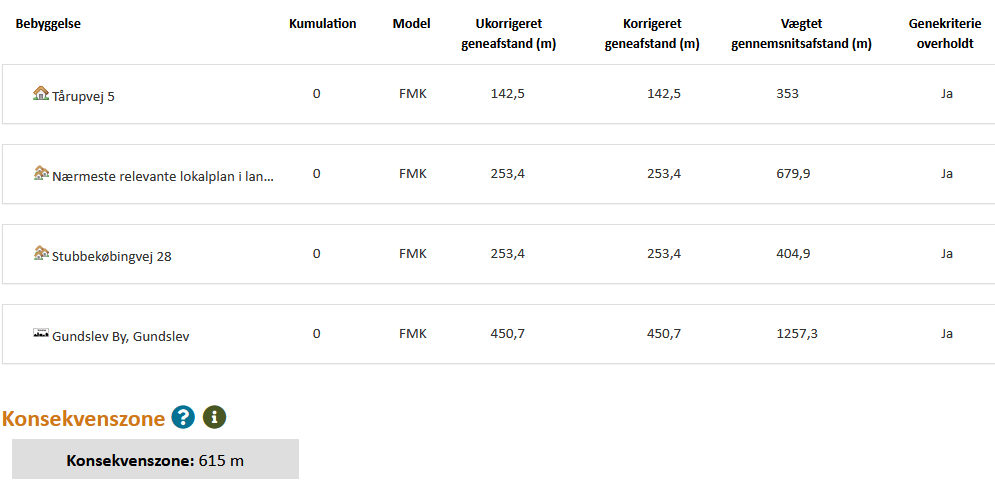 Bebyggelse Kumulation Model Ukorrigeret geneafstand (m) Korrigeret geneafstand (m) Vægtet gennemsnitsafstand (m) Genekriterie overholdt
Tårupvej 5 0 FMK 142,5 142,5 353 Ja
Nærmeste relevante lokalplan i lan... 0 FMK 253,4 253,4 679,9 Ja
Stubbekøbingvej 28 0 FMK 253,4 253,4 404,9 Ja
Gundslev By, Gundslev 0 FMK 450,7 450,7 1257,3 Ja
Konsekvenszone ? i
Konsekvenszone: 615 m